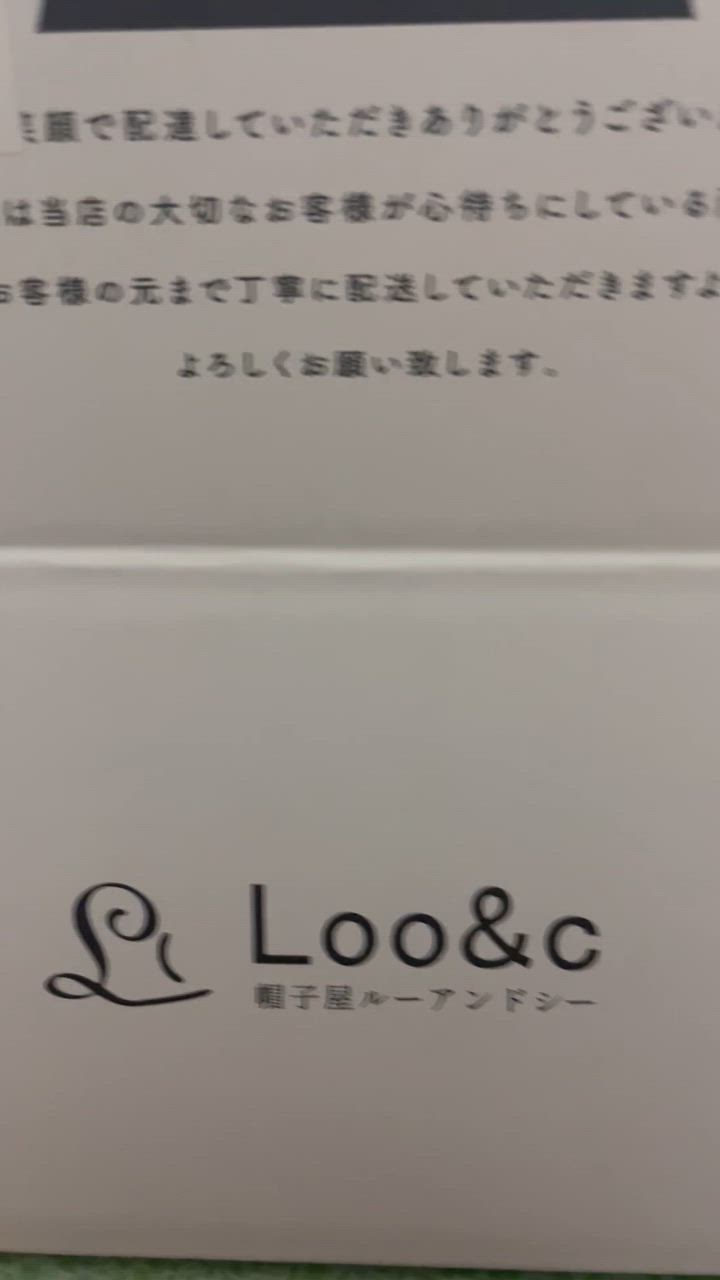 顔で配達していただきありがとうござい
は当店の大切なお客様が心待ちにしている
お客様の元まで丁寧に配送していただきますよ
よろしくお願い致します。
Loo&c
帽子屋ルーアンドシー